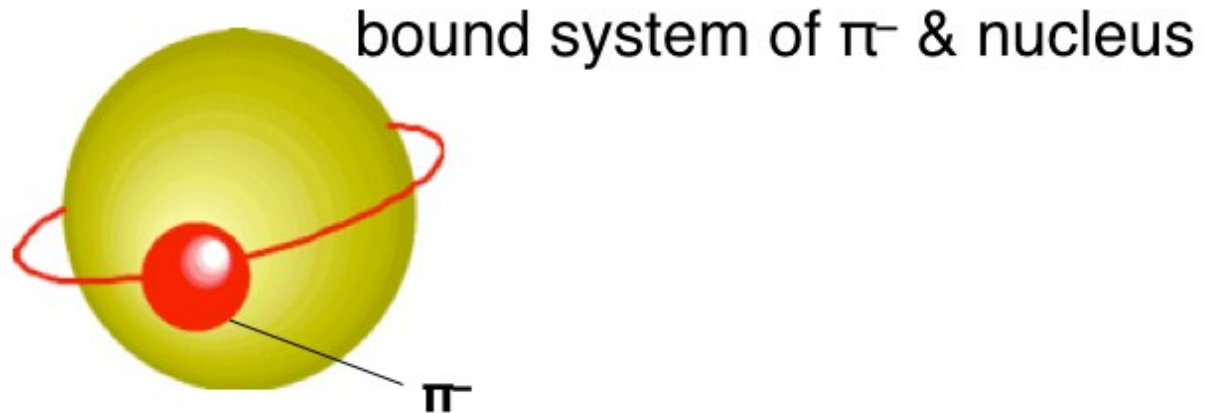 bound system of π⁻ & nucleus
π⁻